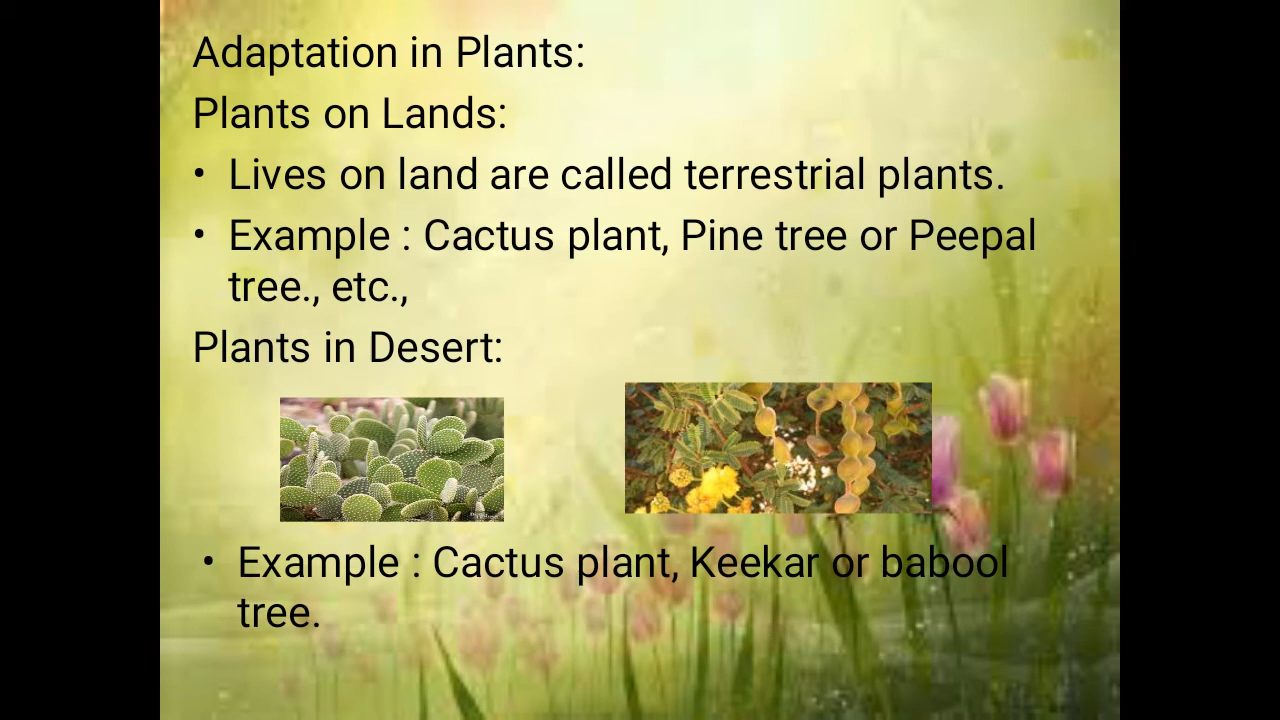 Adaptation in Plants:
Plants on Lands:
• Lives on land are called terrestrial plants.
• Example : Cactus plant, Pine tree or Peepal
tree., etc.,
Plants in Desert:
• Example : Cactus plant, Keekar or babool
tree.